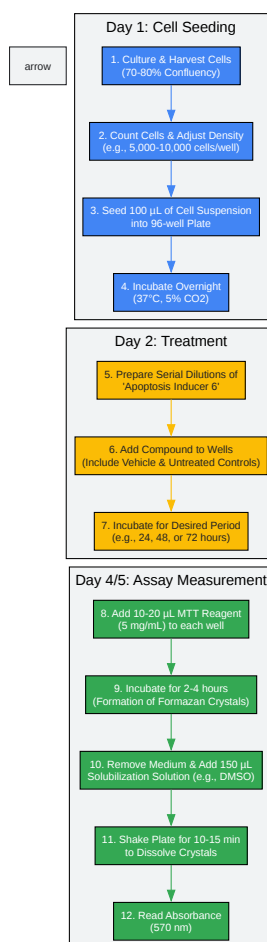 Day 1: Cell Seeding
arrow
1. Culture & Harvest Cells
(70-80% Confluency)
2. Count Cells & Adjust Density
(e.g., 5,000-10,000 cells/well)
3. Seed 100 µL of Cell Suspension
into 96-well Plate
4. Incubate Overnight
(37°C, 5% CO2)
Day 2: Treatment
5. Prepare Serial Dilutions of
'Apoptosis Inducer 6'
6. Add Compound to Wells
(Include Vehicle & Untreated Controls)
7. Incubate for Desired Period
(e.g., 24, 48, or 72 hours)
Day 4/5: Assay Measurement
8. Add 10-20 µL MTT Reagent
(5 mg/mL) to each well
9. Incubate for 2-4 hours
(Formation of Formazan Crystals)
10. Remove Medium & Add 150 µL
Solubilization Solution (e.g., DMSO)
11. Shake Plate for 10-15 min
to Dissolve Crystals
12. Read Absorbance
(570 nm)